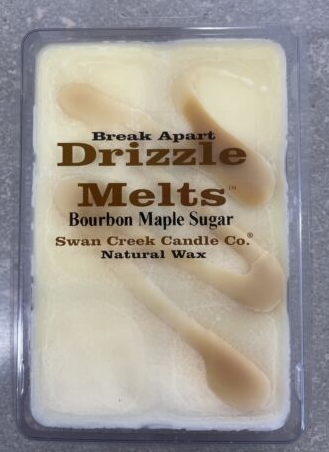 Break Apart
Drizzle
Melts™
Bourbon Maple Sugar
Swan Creek Candle Co.®
Natural Wax